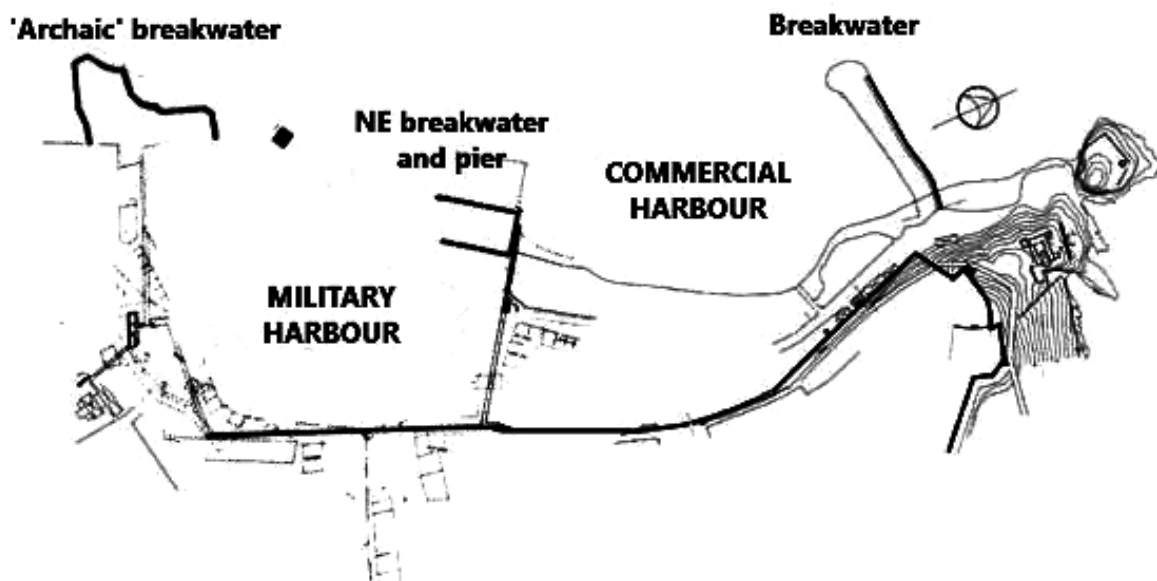 'Archaic' breakwater
Breakwater
NE breakwater
and pier
COMMERCIAL
HARBOUR
MILITARY
HARBOUR